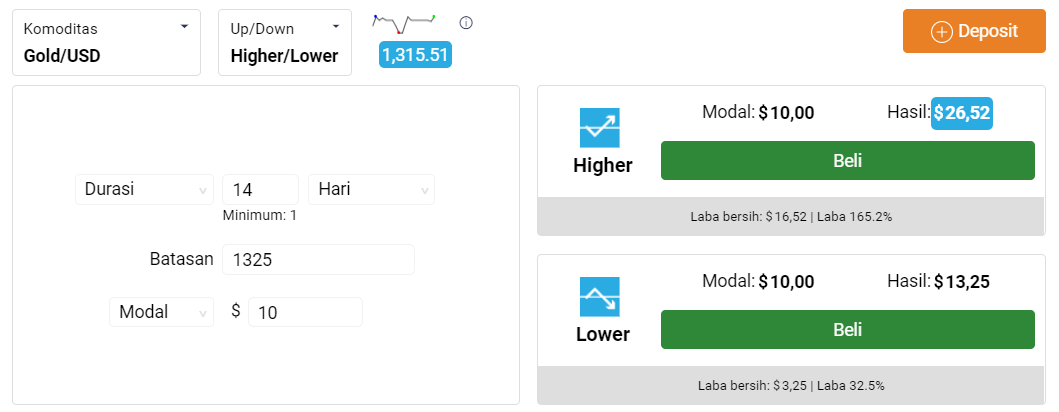 Komoditas
Gold/USD
Up/Down
Higher/Lower
1,315.51
Deposit
Durasi 14 Hari
Minimum: 1
Batasan 1325
Modal $ 10
Modal: $10,00 Hasil: $26,52
Higher
Beli
Laba bersih: $16,52 | Laba 165.2%
Modal: $10,00 Hasil: $13,25
Lower
Beli
Laba bersih: $3,25 | Laba 32.5%